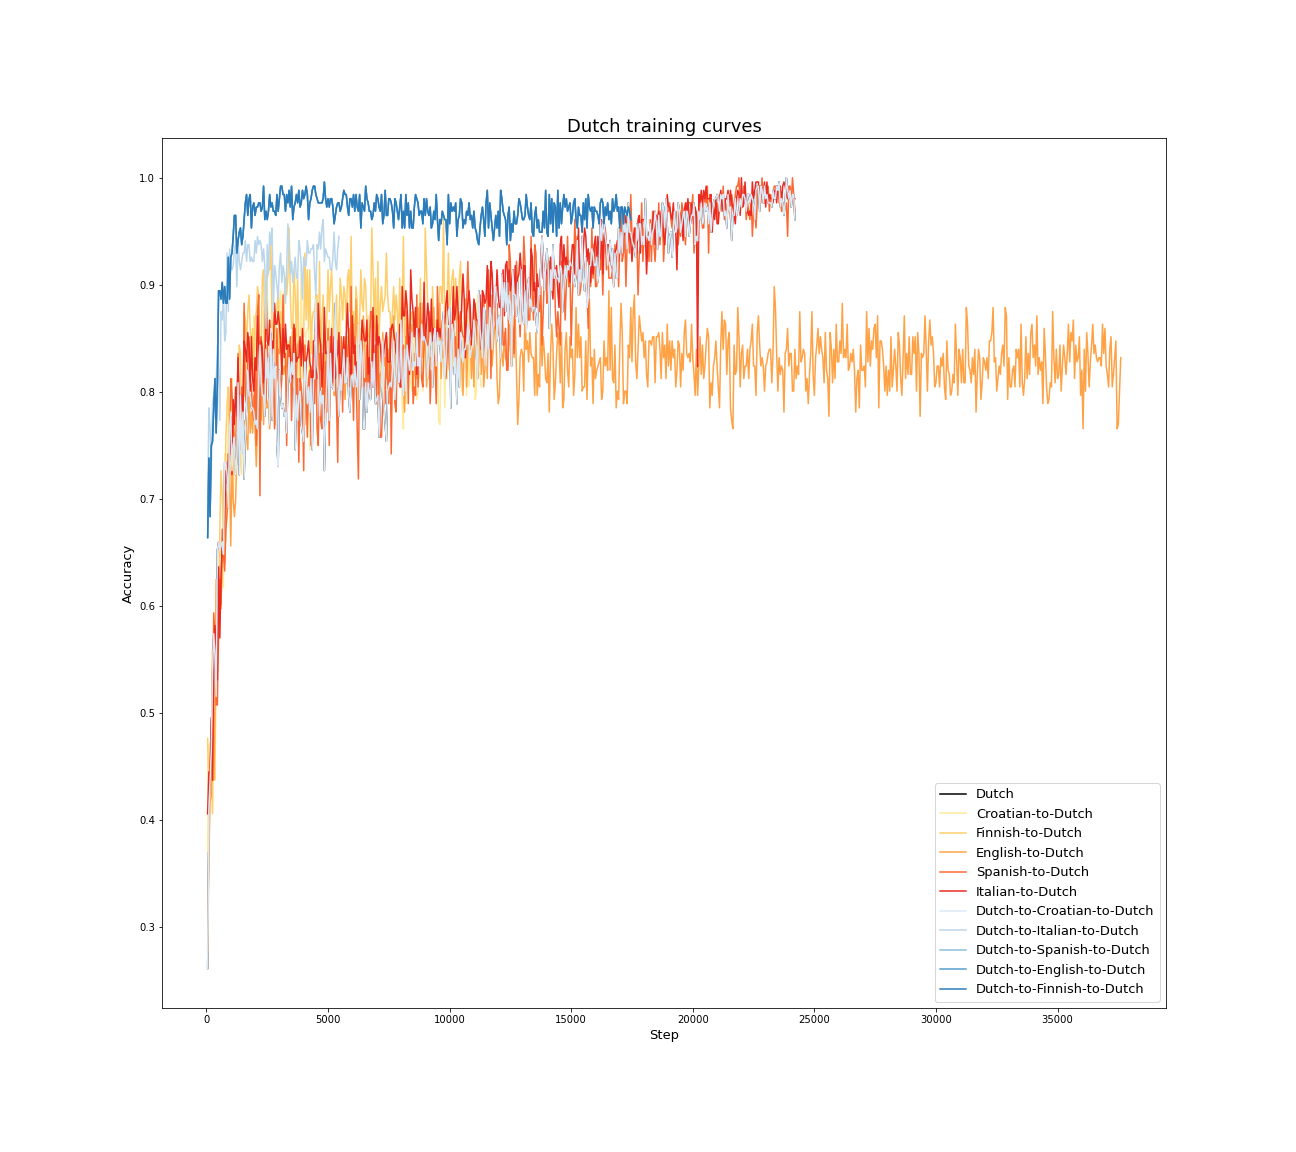 Dutch training curves
1.0
0.9
0.8
0.7
0.6
0.5
0.4
0.3
Accuracy
0 5000 10000 15000 20000 25000 30000 35000
Step
Dutch
Croatian-to-Dutch
Finnish-to-Dutch
English-to-Dutch
Spanish-to-Dutch
Italian-to-Dutch
Dutch-to-Croatian-to-Dutch
Dutch-to-Italian-to-Dutch
Dutch-to-Spanish-to-Dutch
Dutch-to-English-to-Dutch
Dutch-to-Finnish-to-Dutch